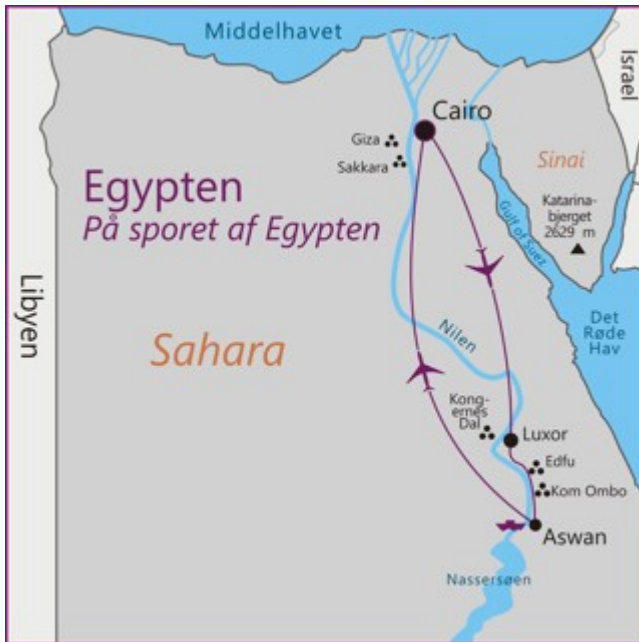 Middelhavet
Israel
Cairo
Giza
Sakkara
Sinai
Katarina-
bjerget
2629 m
Gulf of Suez
Egypten
På sporet af Egypten
Libyen
Det
Røde
Hav
Sahara
Nilen
Kong-
ernes
Dal
Luxor
Edfu
Kom Ombo
Aswan
Nassersøen